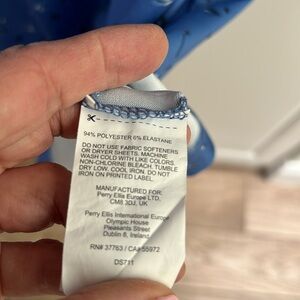 94% POLYESTER 6% ELASTANE
DO NOT USE FABRIC SOFTENERS
OR DRYER SHEETS. MACHINE
WASH COLD WITH LIKE COLORS.
NON-CHLORINE BLEACH. TUMBLE
DRY LOW, COOL IRON. DO NOT
IRON ON PRINTED LABEL.
MANUFACTURED FOR:
Perry Ellis Europe LTD.
CM8 3DJ, UK
Perry Ellis International Europe
Olympic House
Pleasants Street
Dublin 8, Ireland
RN# 37763 / CA# 55972
DS711